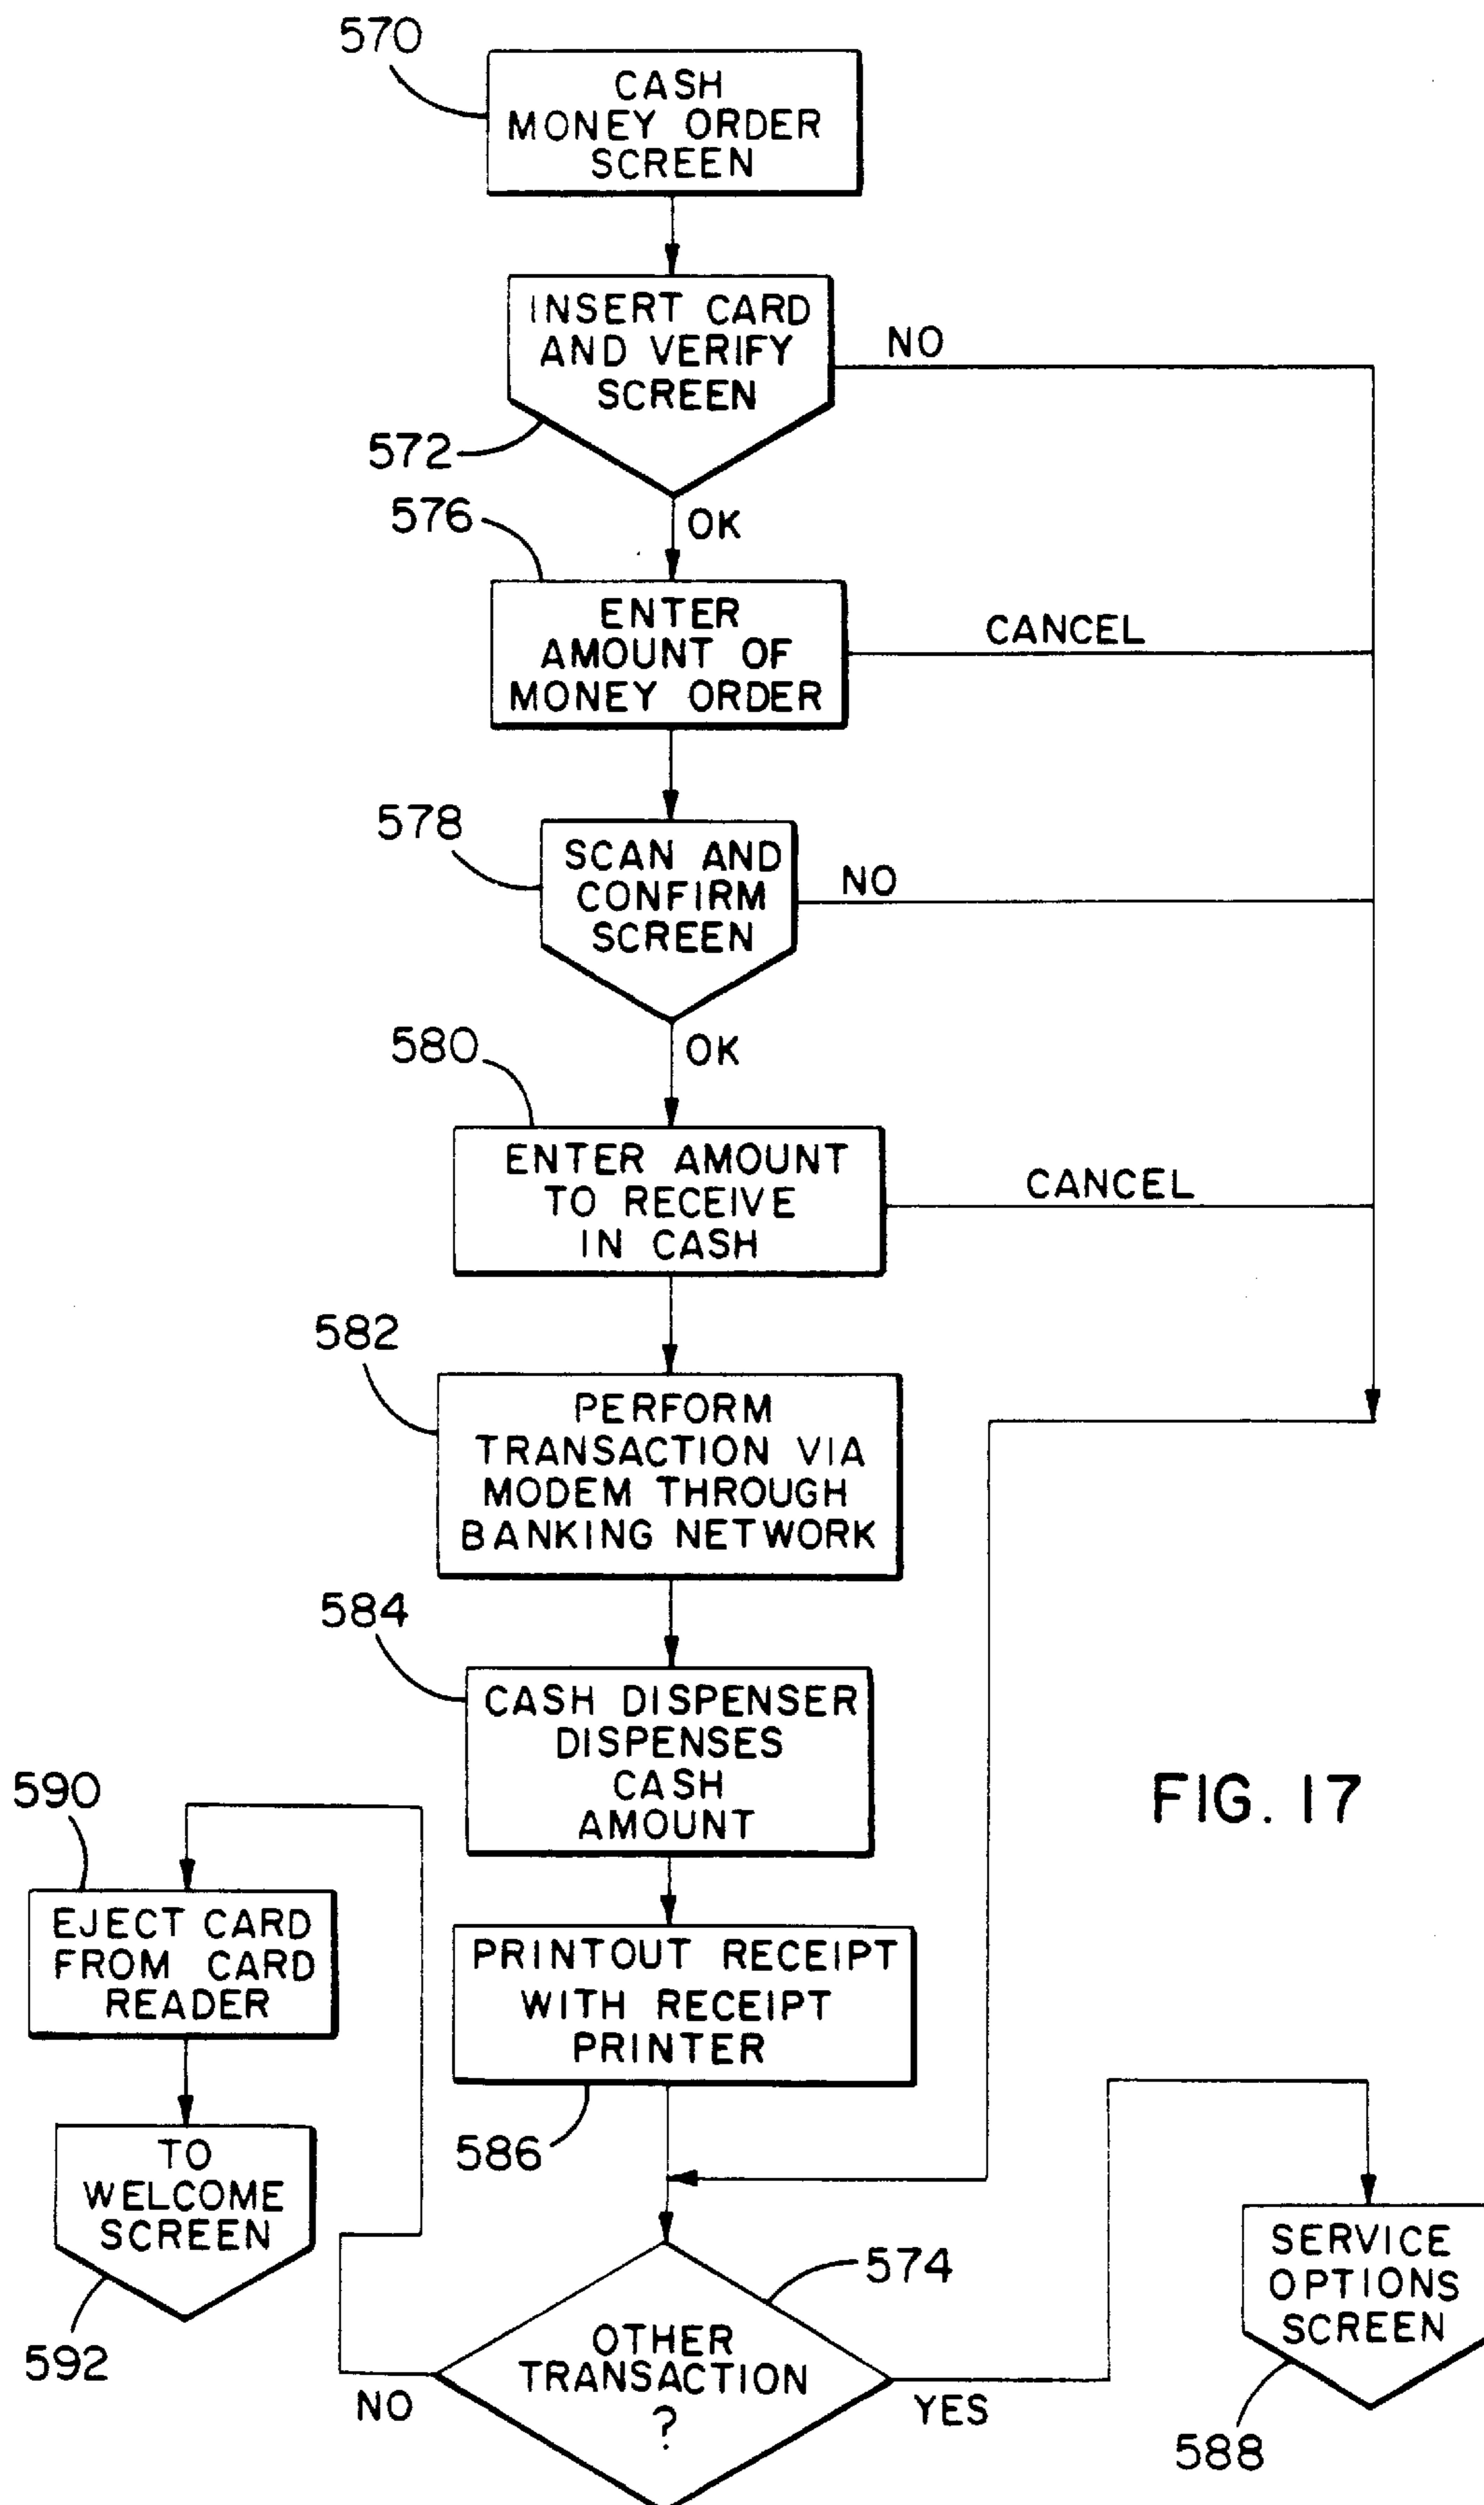 570
CASH
MONEY ORDER
SCREEN
INSERT CARD
AND VERIFY
SCREEN
NO
572
576
OK
ENTER
AMOUNT OF
MONEY ORDER
CANCEL
578
SCAN AND
CONFIRM
SCREEN
NO
580
OK
ENTER AMOUNT
TO RECEIVE
IN CASH
CANCEL
582
PERFORM
TRANSACTION VIA
MODEM THROUGH
BANKING NETWORK
584
CASH DISPENSER
DISPENSES
CASH
AMOUNT
FIG. 17
590
EJECT CARD
FROM CARD
READER
PRINTOUT RECEIPT
WITH RECEIPT
PRINTER
586
TO
WELCOME
SCREEN
592
574
OTHER
TRANSACTION
?
NO
YES
SERVICE
OPTIONS
SCREEN
588